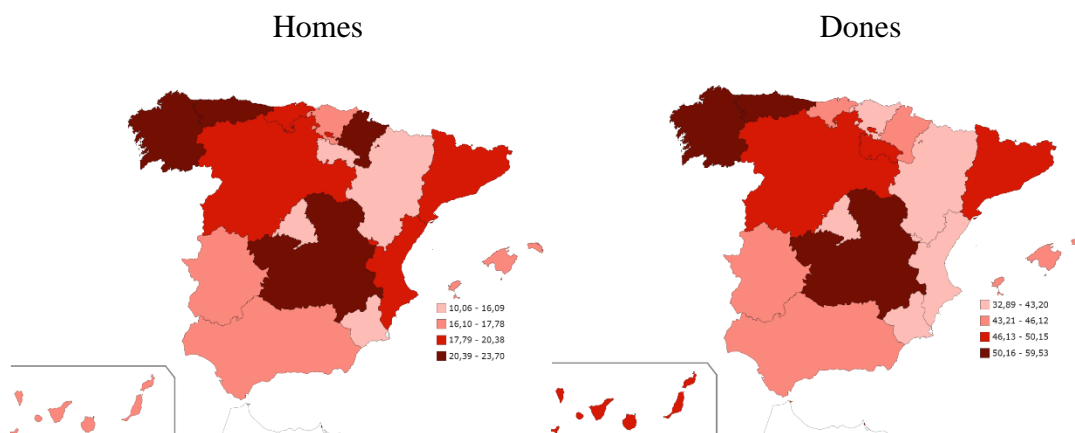 Homes
Dones
10,06 - 16,09
16,10 - 17,78
17,79 - 20,38
20,39 - 23,70
32,89 - 43,20
43,21 - 46,12
46,13 - 50,15
50,16 - 59,53